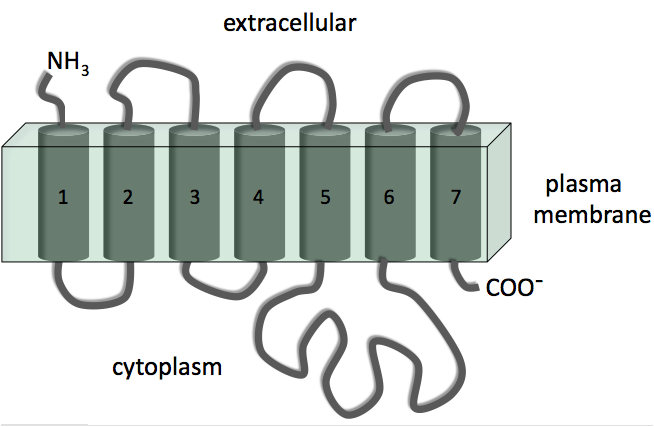 extracellular
NH3
1 2 3 4 5 6 7
plasma
membrane
COO-
cytoplasm